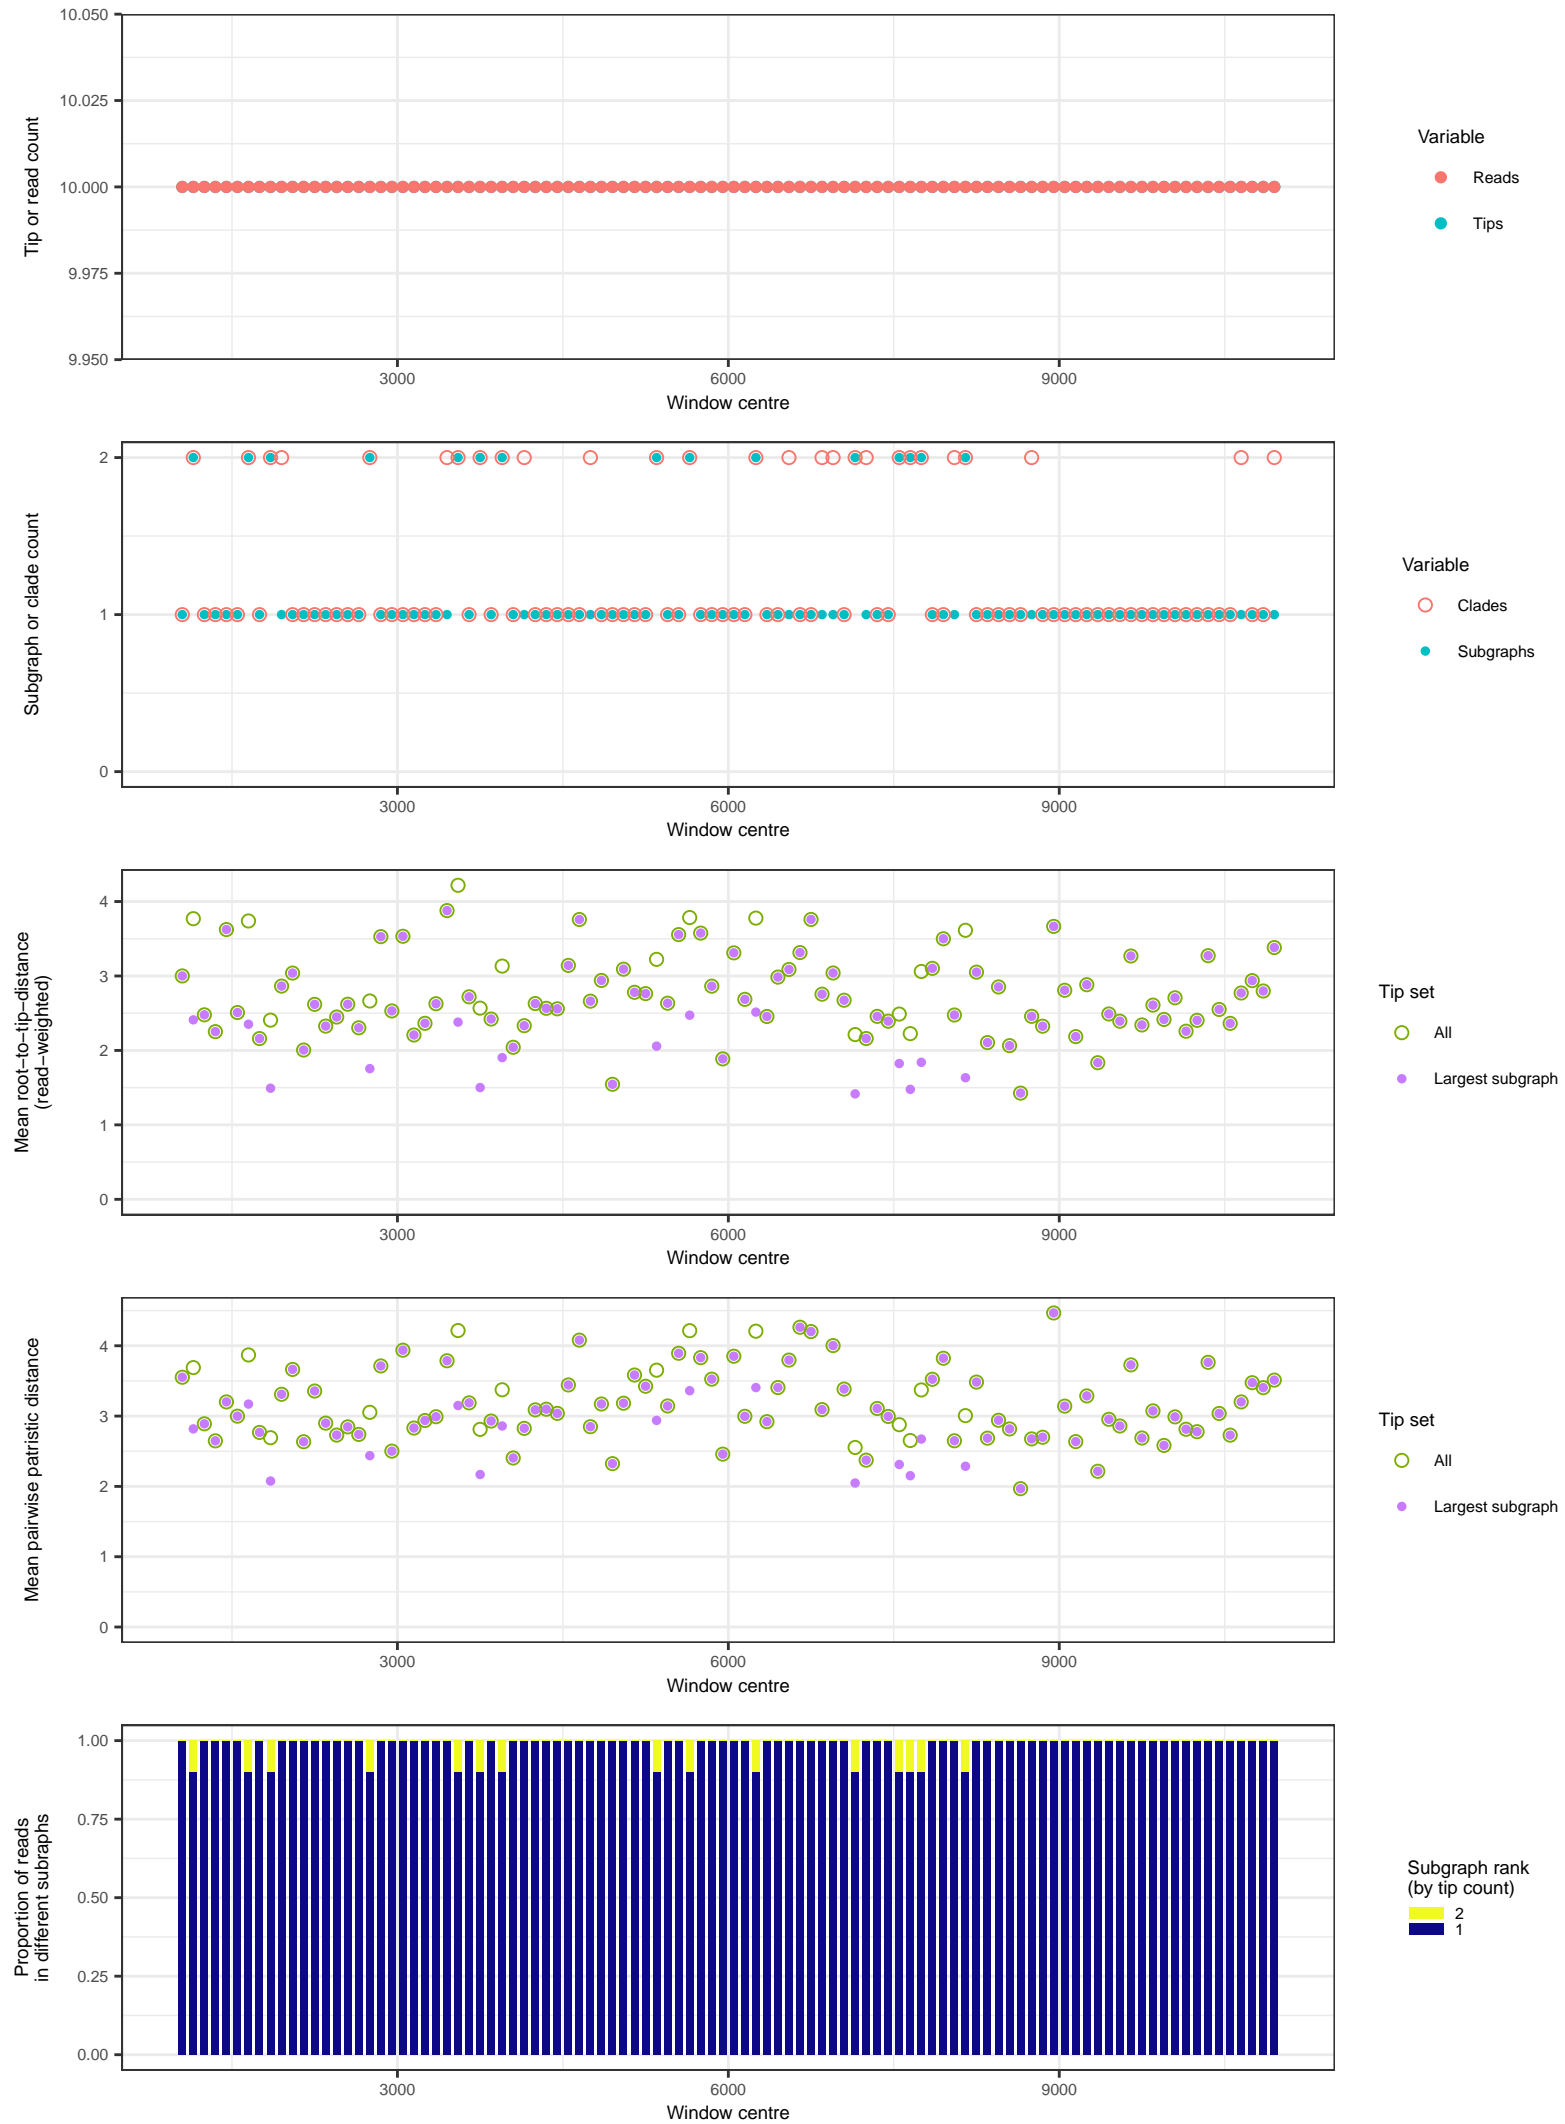 10.050
10.025
10.000
9.975
9.950
Tip or read count
3000 6000 9000
Window centre
Variable
Reads
Tips
2
1
0
Subgraph or clade count
3000 6000 9000
Window centre
Variable
Clades
Subgraphs
4
3
2
1
0
Mean root−to−tip−distance
(read−weighted)
3000 6000 9000
Window centre
Tip set
All
Largest subgraph
4
3
2
1
0
Mean pairwise patristic distance
3000 6000 9000
Window centre
Tip set
All
Largest subgraph
1.00
0.75
0.50
0.25
0.00
Proportion of reads
in different subraphs
3000 6000 9000
Window centre
Subgraph rank
(by tip count)
2
1